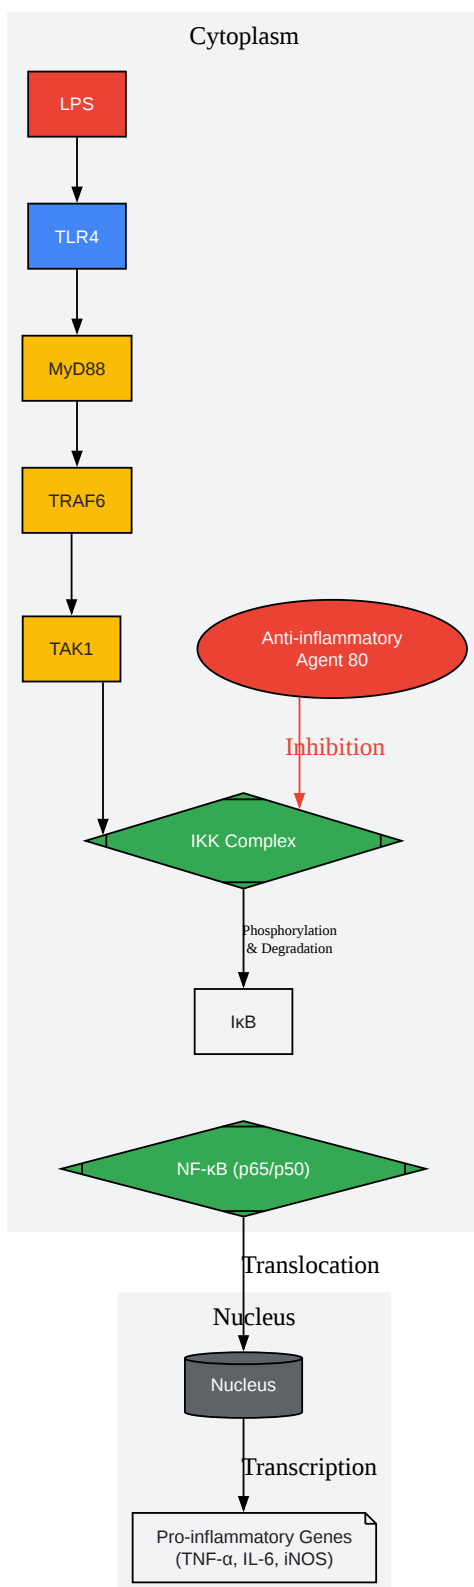 Cytoplasm
LPS
TLR4
MyD88
TRAF6
TAK1
Anti-inflammatory
Agent 80
Inhibition
IKK Complex
Phosphorylation
& Degradation
IκB
NF-κB (p65/p50)
Translocation
Nucleus
Nucleus
Transcription
Pro-inflammatory Genes
(TNF-α, IL-6, iNOS)